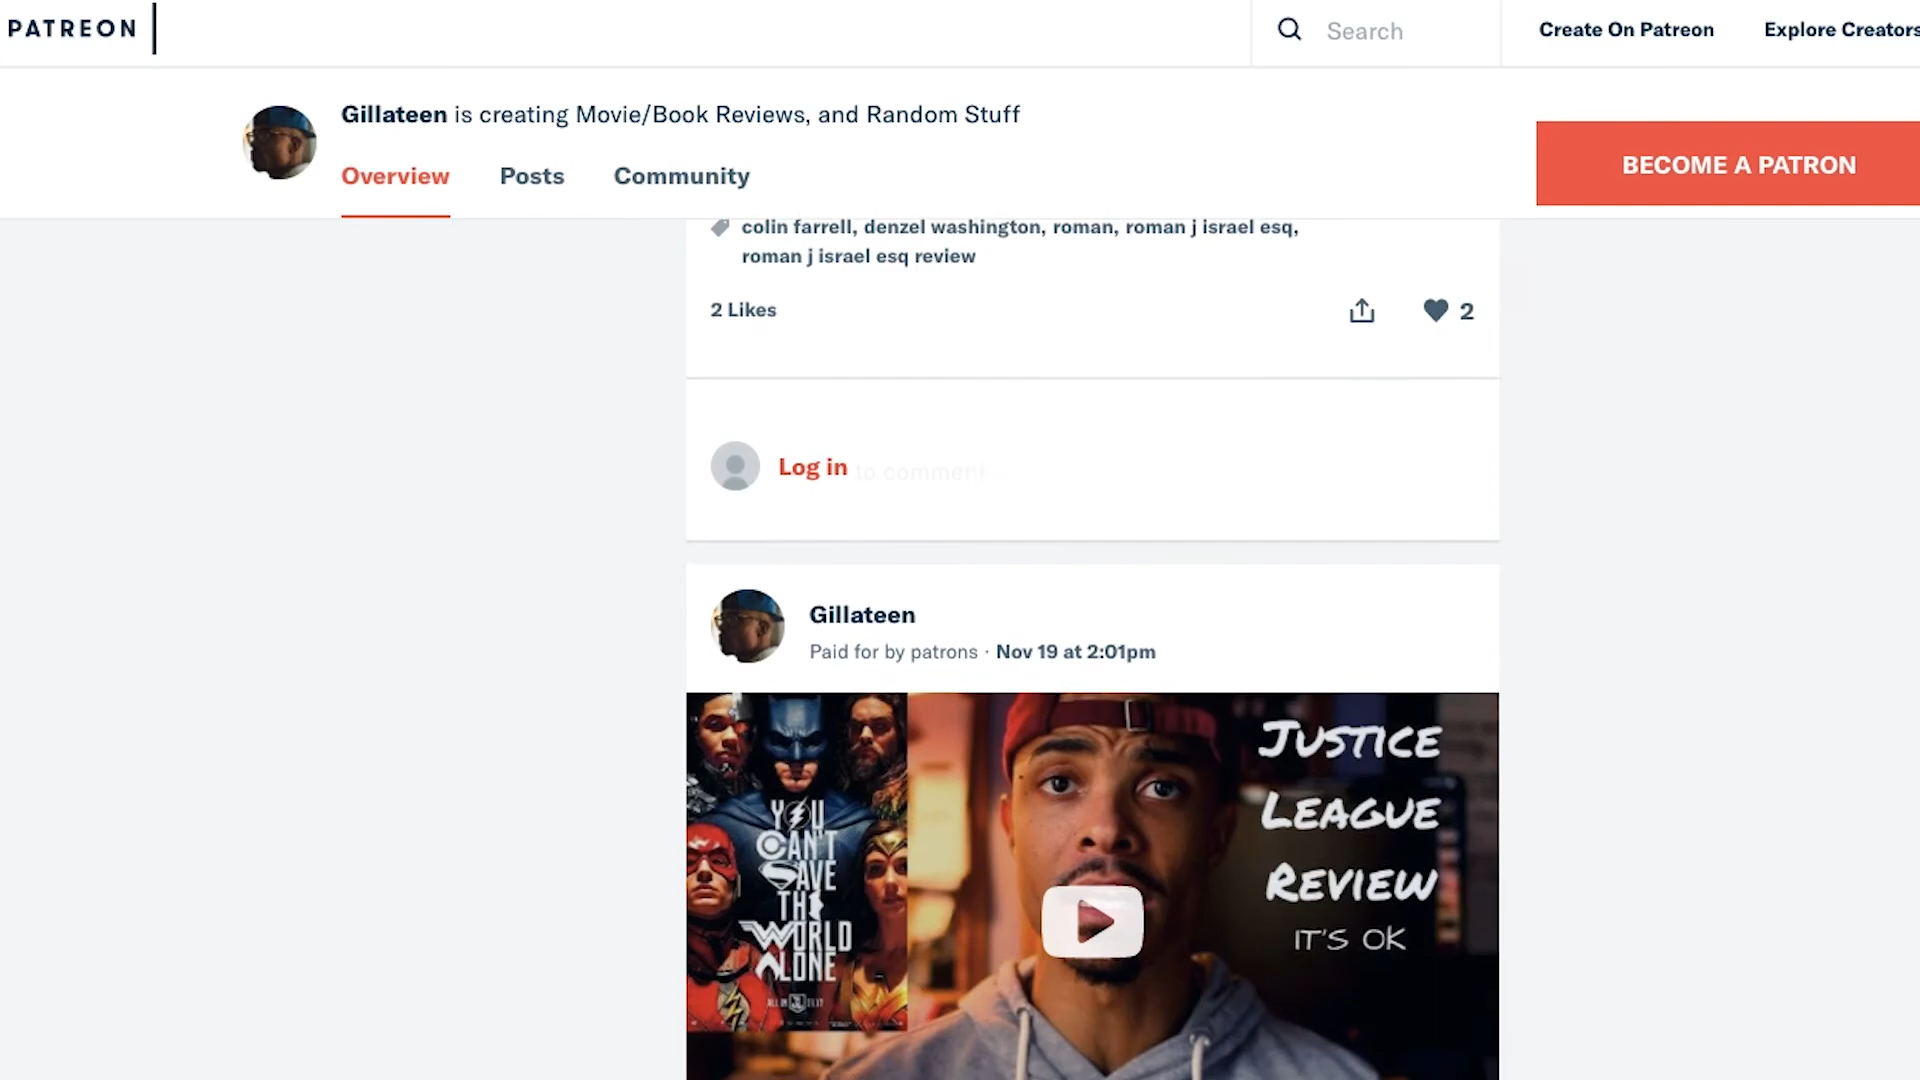 PATREON
Search
Create On Patreon
Explore Creators
Gillateen is creating Movie/Book Reviews, and Random Stuff
Overview
Posts
Community
BECOME A PATRON
colin farrell, denzel washington, roman, roman j israel esq,
roman j israel esq review
2 Likes
2
Log in to comment
Gillateen
Paid for by patrons · Nov 19 at 2:01pm
YOU
CAN'T
SAVE
THE
WORLD
ALONE
JUSTICE
LEAGUE
REVIEW
IT'S OK